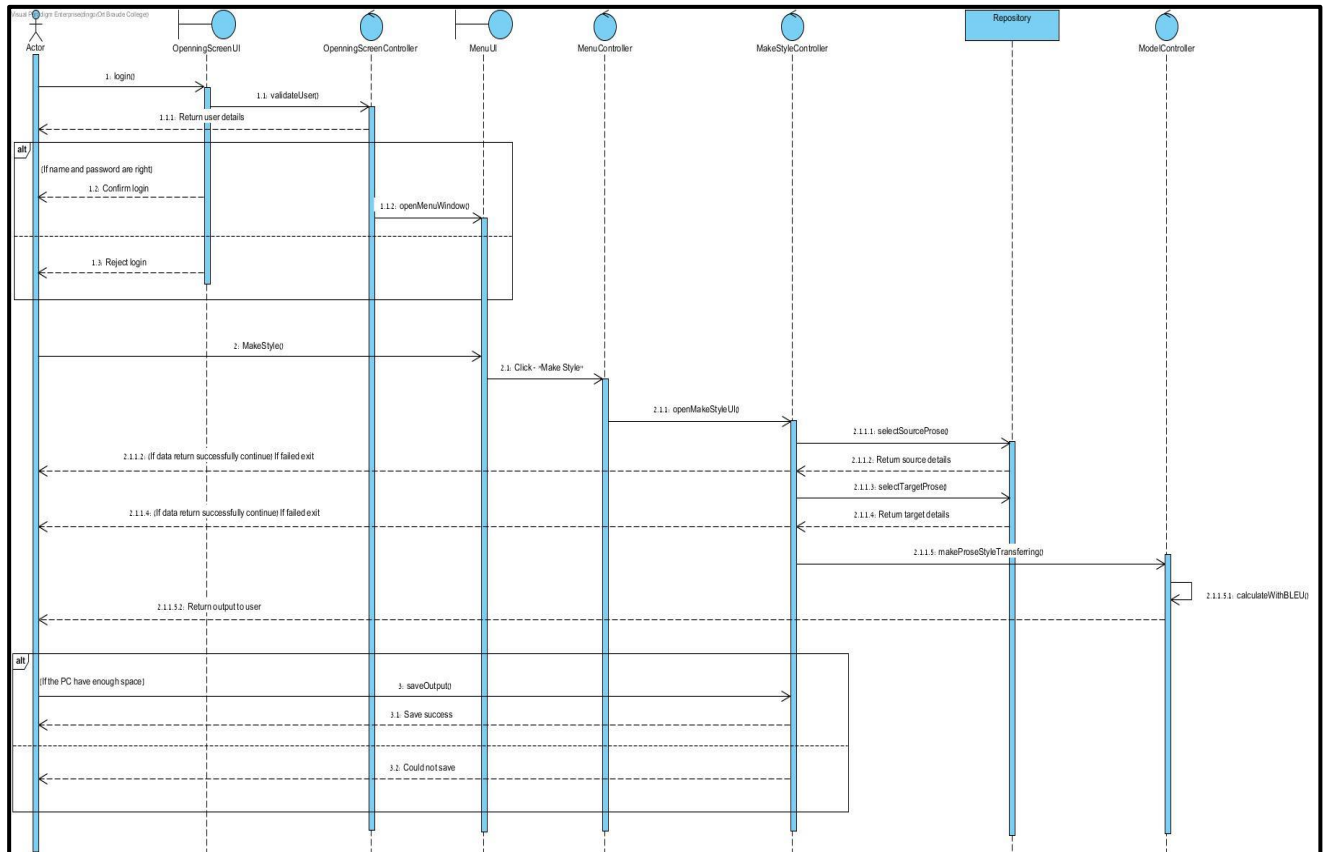 Visual Paradigm Enterprise(ingo(Ort Braude College))
Actor
OpenningScreenUI
OpenningScreenController
MenuUI
MenuController
MakeStyleController
Repository
ModelController
1: login()
1.1: validateUser()
1.1.1: Return user details
alt
(If name and password are right)
1.2: Confirm login
1.1.2: openMenuWindow()
1.3: Reject login
2: MakeStyle()
2.1: Click - "Make Style"
2.1.1: openMakeStyleUI()
2.1.1.1: selectSourceProse()
2.1.1.2: (If data return successfully continue) If failed exit
2.1.1.2: Return source details
2.1.1.3: selectTargetProse()
2.1.1.4: (If data return successfully continue) If failed exit
2.1.1.4: Return target details
2.1.1.5: makeProseStyleTransferring()
2.1.1.5.1: calculateWithBLEU()
2.1.1.5.2: Return output to user
alt
(If the PC have enough space)
3: saveOutput()
3.1: Save success
3.2: Could not save